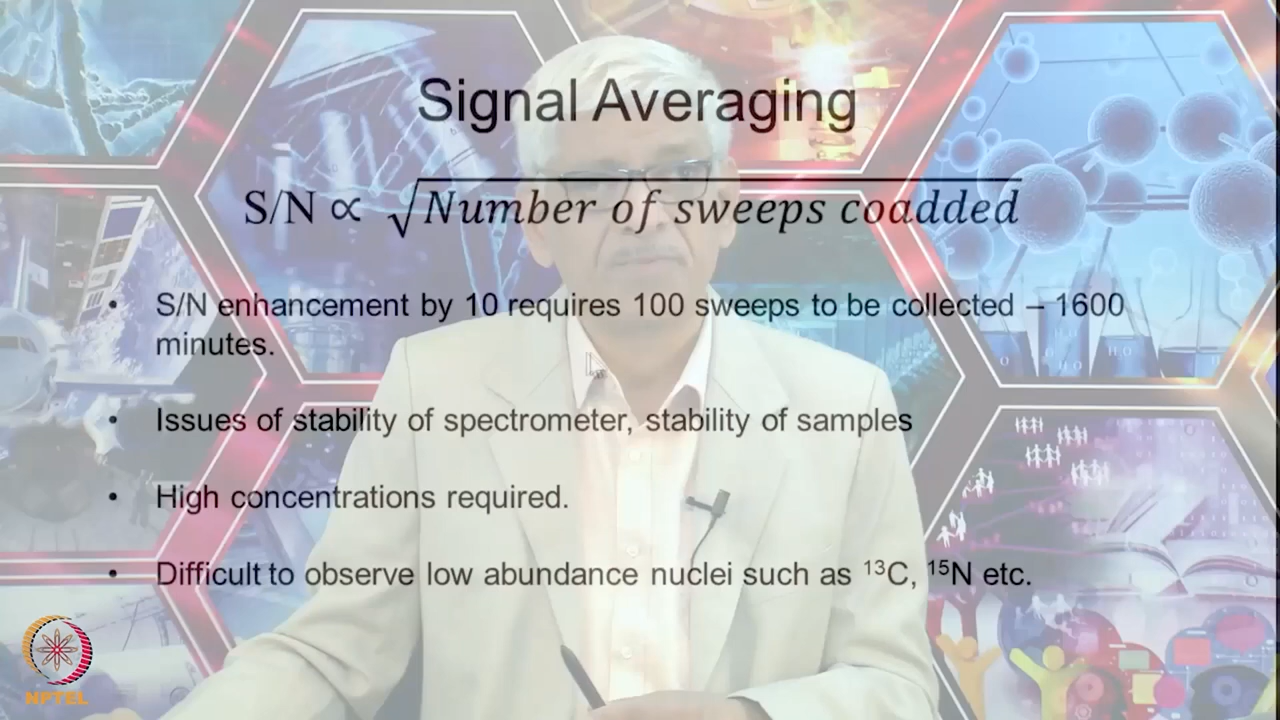 Signal Averaging
S/N ∝ √Number of sweeps coadded
• S/N enhancement by 10 requires 100 sweeps to be collected – 1600
minutes.
• Issues of stability of spectrometer, stability of samples
• High concentrations required.
• Difficult to observe low abundance nuclei such as ¹³C, ¹⁵N etc.
H₂O
H₂O
NPTEL